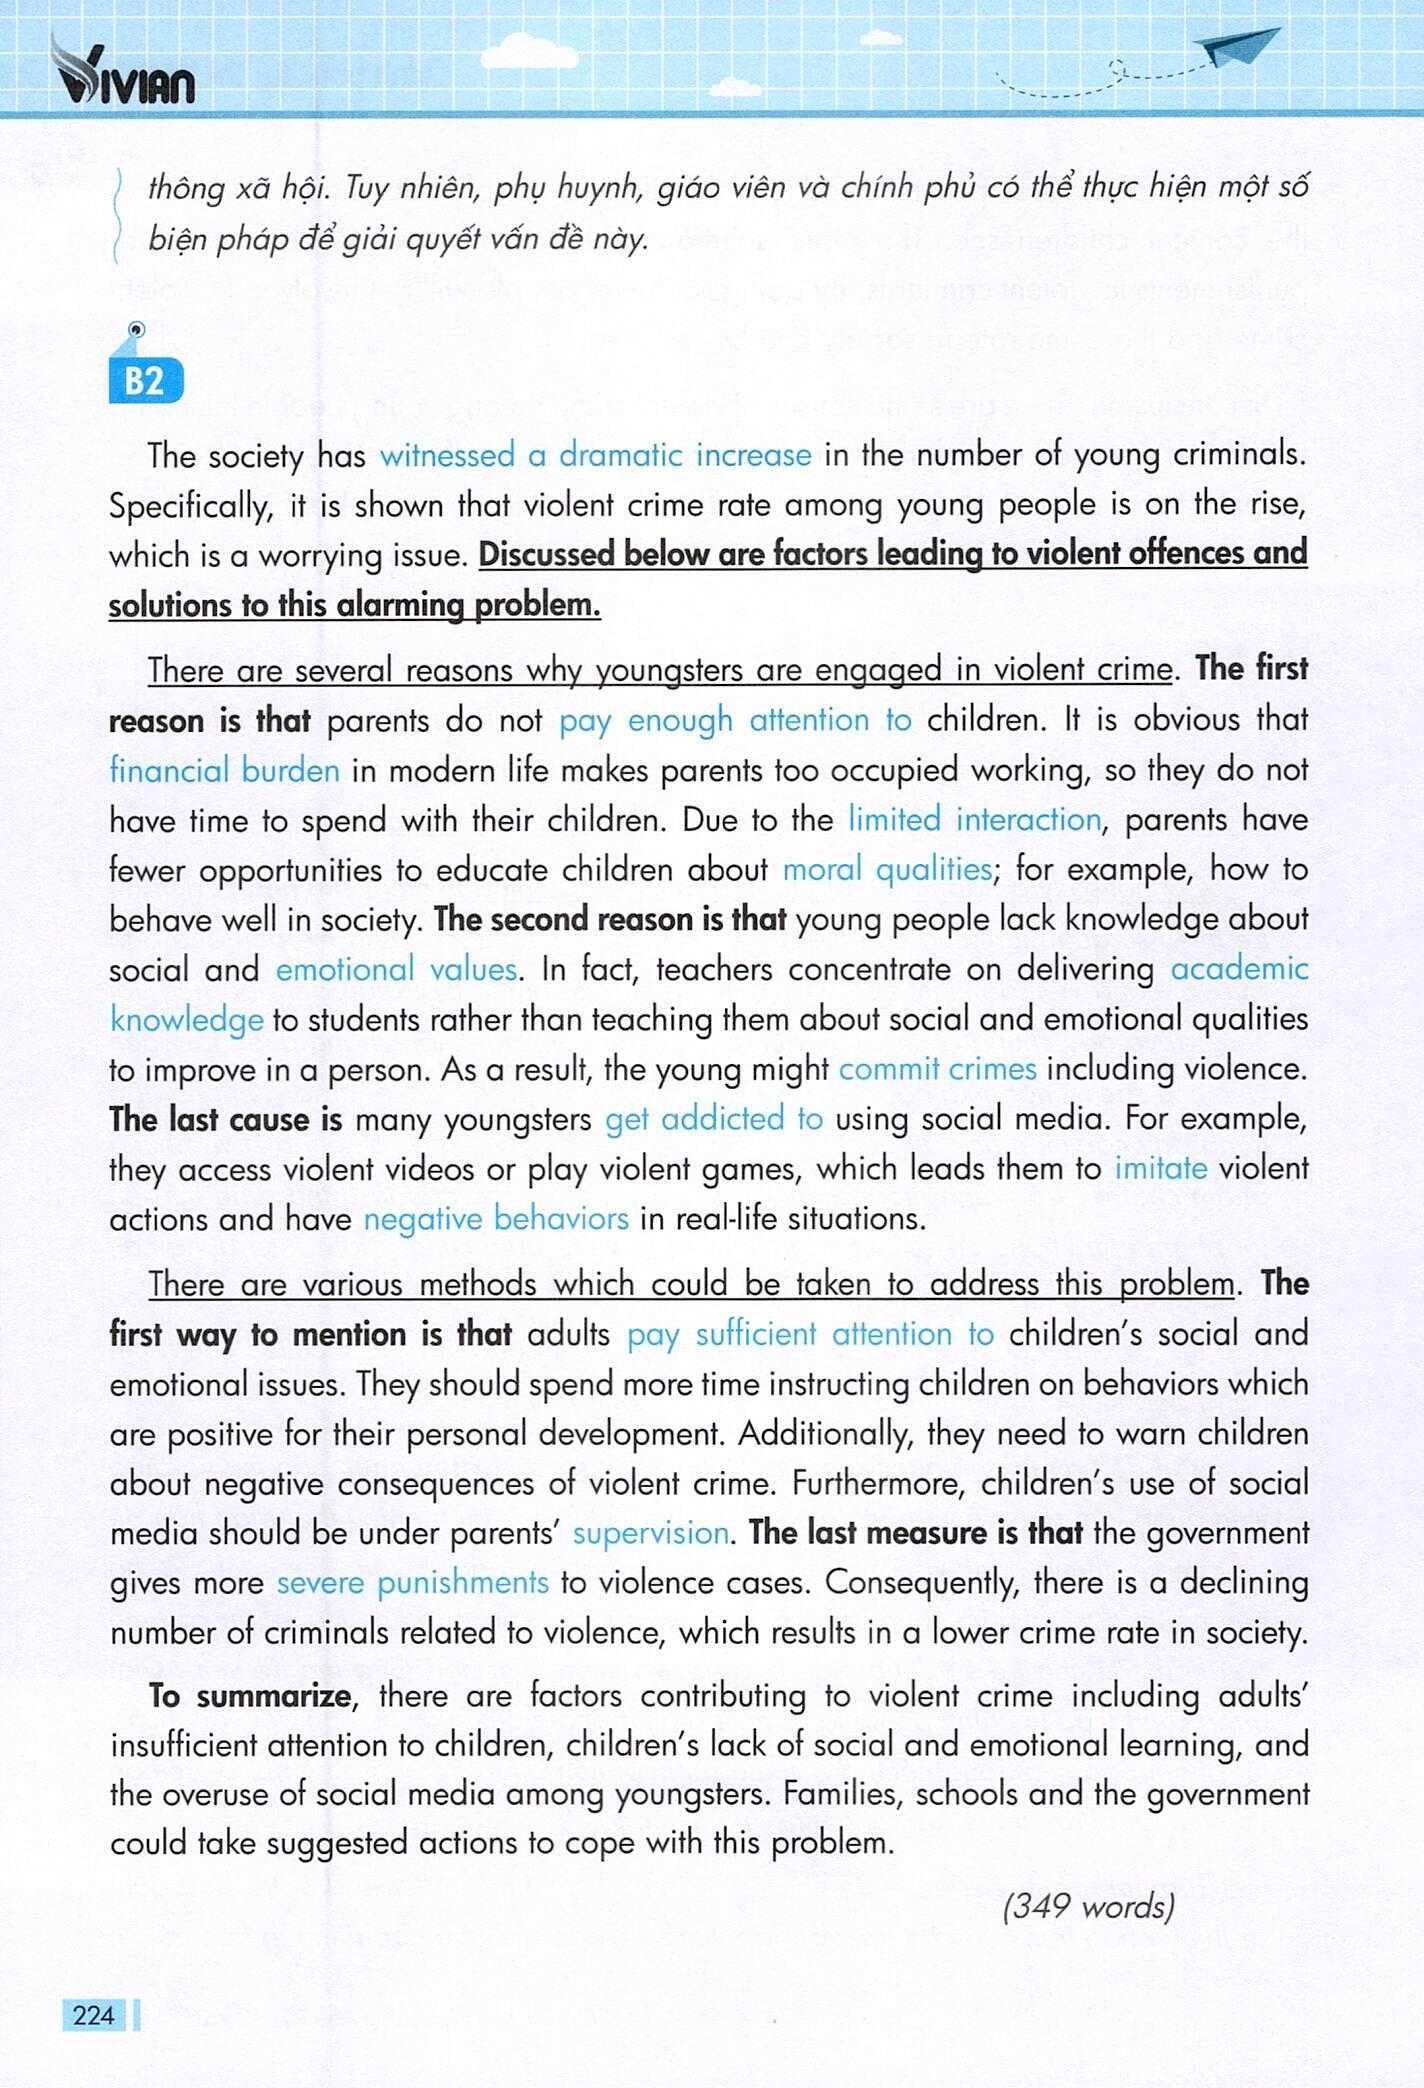 VIVIAN
thông xã hội. Tuy nhiên, phụ huynh, giáo viên và chính phủ có thể thực hiện một số
biện pháp để giải quyết vấn đề này.
B2
The society has witnessed a dramatic increase in the number of young criminals.
Specifically, it is shown that violent crime rate among young people is on the rise,
which is a worrying issue. Discussed below are factors leading to violent offences and
solutions to this alarming problem.
There are several reasons why youngsters are engaged in violent crime. The first
reason is that parents do not pay enough attention to children. It is obvious that
financial burden in modern life makes parents too occupied working, so they do not
have time to spend with their children. Due to the limited interaction, parents have
fewer opportunities to educate children about moral qualities; for example, how to
behave well in society. The second reason is that young people lack knowledge about
social and emotional values. In fact, teachers concentrate on delivering academic
knowledge to students rather than teaching them about social and emotional qualities
to improve in a person. As a result, the young might commit crimes including violence.
The last cause is many youngsters get addicted to using social media. For example,
they access violent videos or play violent games, which leads them to imitate violent
actions and have negative behaviors in real-life situations.
There are various methods which could be taken to address this problem. The
first way to mention is that adults pay sufficient attention to children's social and
emotional issues. They should spend more time instructing children on behaviors which
are positive for their personal development. Additionally, they need to warn children
about negative consequences of violent crime. Furthermore, children's use of social
media should be under parents' supervision. The last measure is that the government
gives more severe punishments to violence cases. Consequently, there is a declining
number of criminals related to violence, which results in a lower crime rate in society.
To summarize, there are factors contributing to violent crime including adults'
insufficient attention to children, children's lack of social and emotional learning, and
the overuse of social media among youngsters. Families, schools and the government
could take suggested actions to cope with this problem.
(349 words)
224